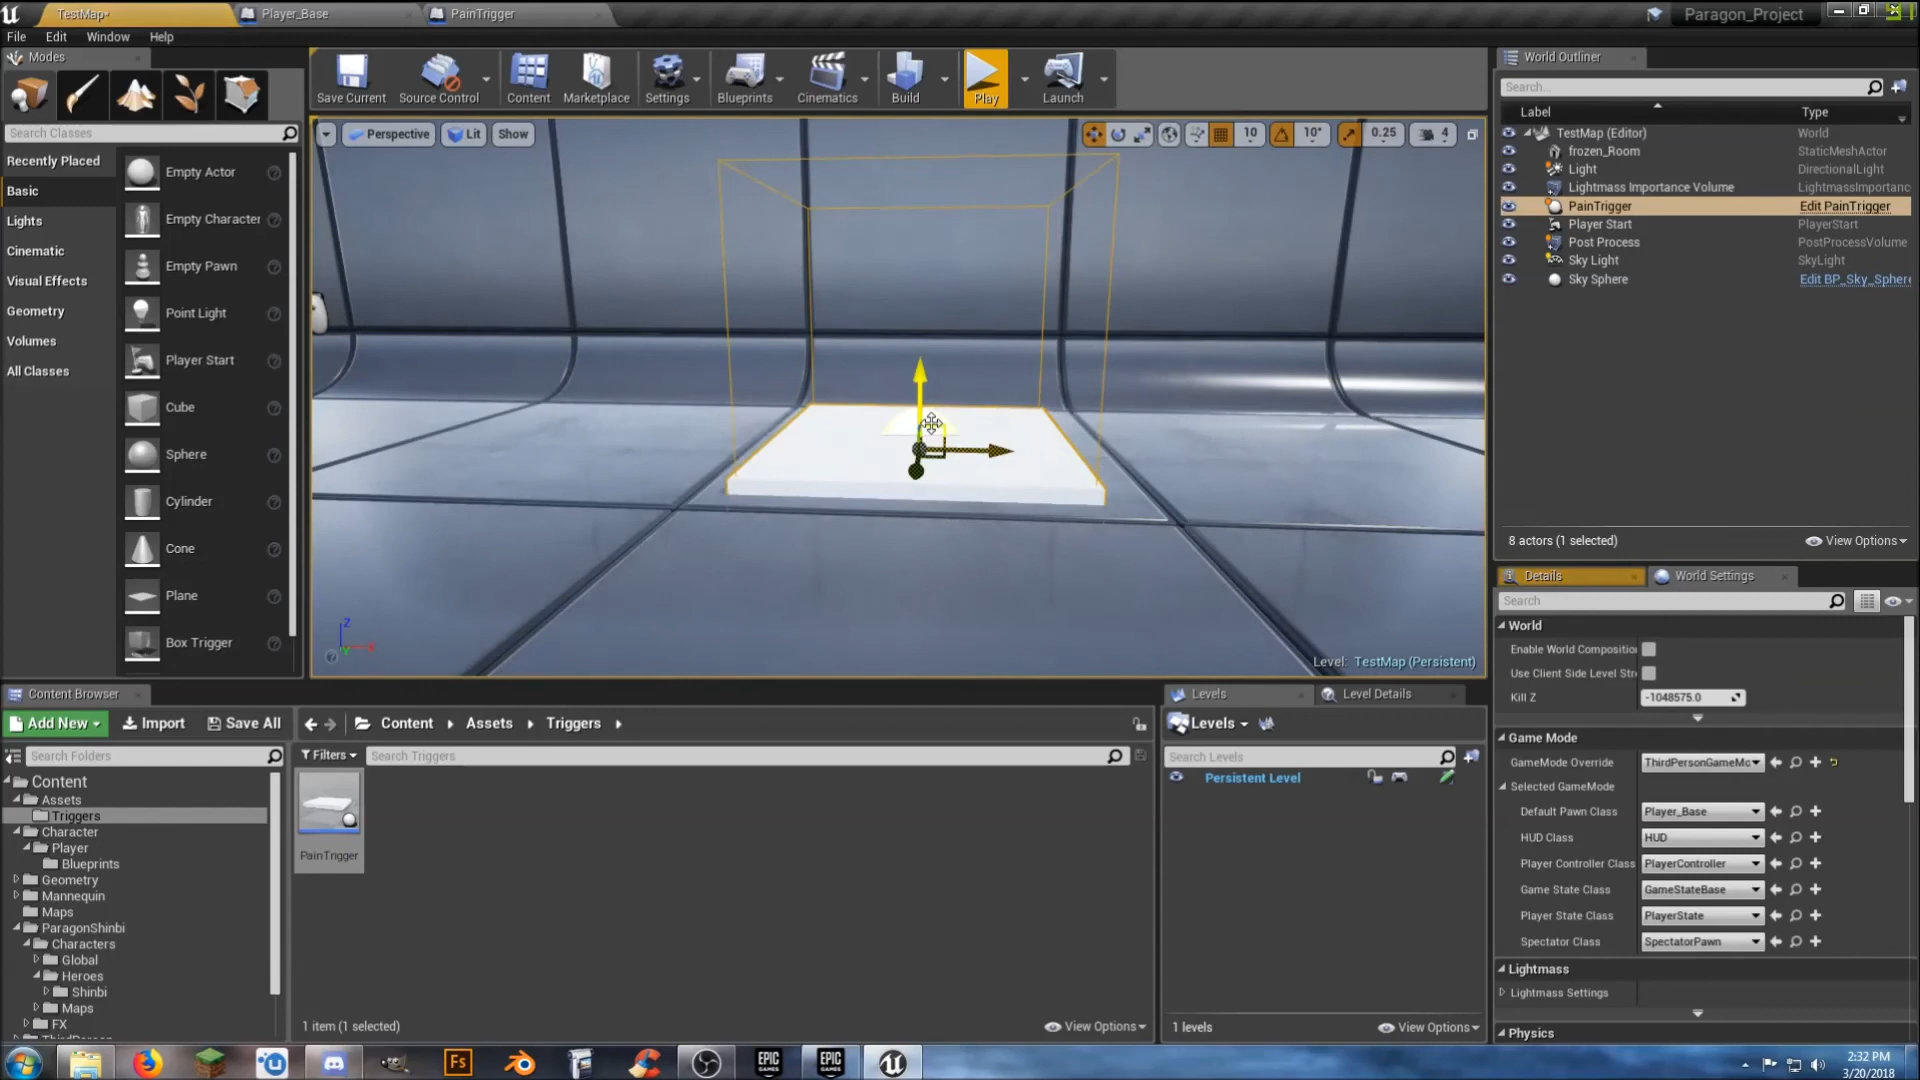 TestMap*
Player_Base
PainTrigger
Paragon_Project
File
Edit
Window
Help
Modes
Search Classes
Recently Placed
Basic
Lights
Cinematic
Visual Effects
Geometry
Volumes
All Classes
Empty Actor
Empty Character
Empty Pawn
Point Light
Player Start
Cube
Sphere
Cylinder
Cone
Plane
Box Trigger
Save Current
Source Control
Content
Marketplace
Settings
Blueprints
Cinematics
Build
Play
Launch
Perspective
Lit
Show
10
10°
0.25
4
Z
X
Y
Level: TestMap (Persistent)
World Outliner
Search...
Label
Type
TestMap (Editor)
World
frozen_Room
StaticMeshActor
Light
DirectionalLight
Lightmass Importance Volume
LightmassImportanc
PainTrigger
Edit PainTrigger
Player Start
PlayerStart
Post Process
PostProcessVolume
Sky Light
SkyLight
Sky Sphere
Edit BP_Sky_Sphere
8 actors (1 selected)
View Options
Details
World Settings
Search
World
Enable World Compositio
Use Client Side Level Stre
Kill Z
-1048575.0
Game Mode
GameMode Override
ThirdPersonGameMc
Selected GameMode
Default Pawn Class
Player_Base
HUD Class
HUD
Player Controller Class
PlayerController
Game State Class
GameStateBase
Player State Class
PlayerState
Spectator Class
SpectatorPawn
Lightmass
Lightmass Settings
Physics
Content Browser
Add New
Import
Save All
Content
Assets
Triggers
Search Folders
Filters
Search Triggers
Content
Assets
Triggers
Character
Player
Blueprints
Geometry
Mannequin
Maps
ParagonShinbi
Characters
Global
Heroes
Shinbi
Maps
FX
PainTrigger
1 item (1 selected)
View Options
Levels
Level Details
Levels
Search Levels
Persistent Level
1 levels
View Options
Fs
EPIC
GAMES
EPIC
GAMES
2:32 PM
3/20/2018